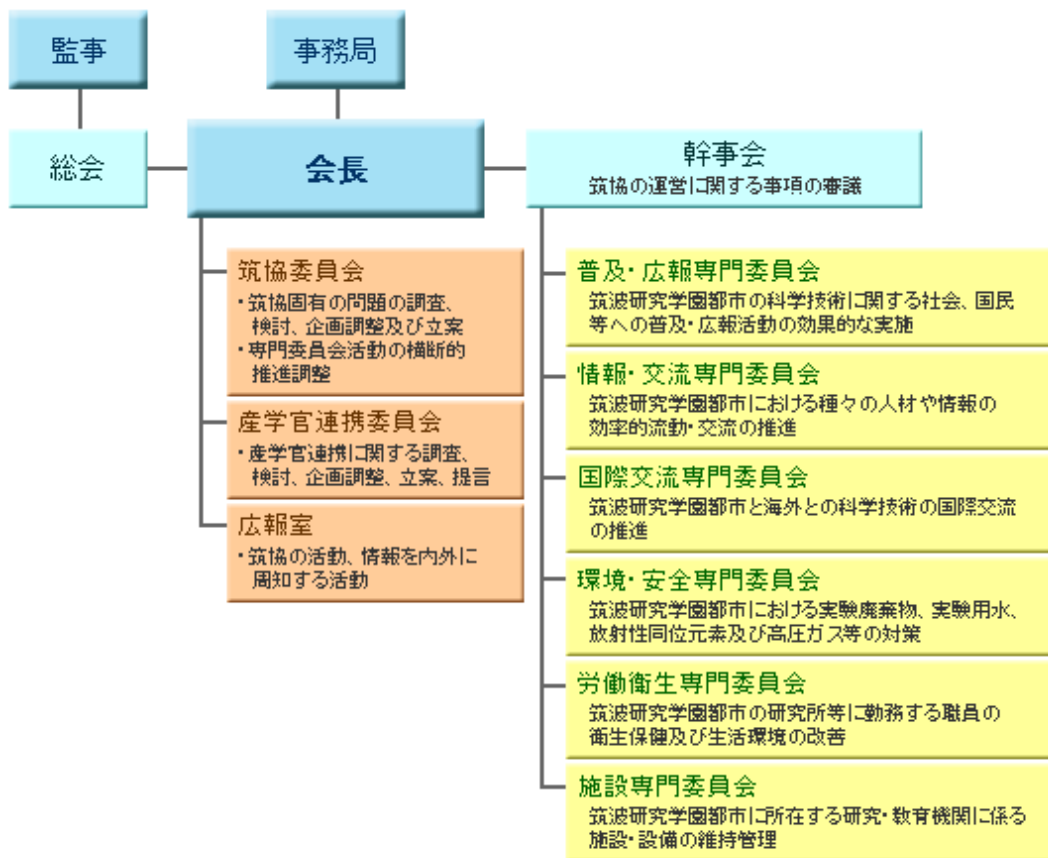 監事
事務局
総会
会長
幹事会
筑協の運営に関する事項の審議
筑協委員会
・筑協固有の問題の調査、
検討、企画調整及び立案
・専門委員会活動の横断的
推進調整
産学官連携委員会
・産学官連携に関する調査、
検討、企画調整、立案、提言
広報室
・筑協の活動、情報を内外に
周知する活動
普及・広報専門委員会
筑波研究学園都市の科学技術に関する社会、国民
等への普及・広報活動の効果的な実施
情報・交流専門委員会
筑波研究学園都市における種々の人材や情報の
効率的流動・交流の推進
国際交流専門委員会
筑波研究学園都市と海外との科学技術の国際交流
の推進
環境・安全専門委員会
筑波研究学園都市における実験廃棄物、実験用水、
放射性同位元素及び高圧ガス等の対策
労働衛生専門委員会
筑波研究学園都市の研究所等に勤務する職員の
衛生保健及び生活環境の改善
施設専門委員会
筑波研究学園都市に所在する研究・教育機関に係る
施設・設備の維持管理